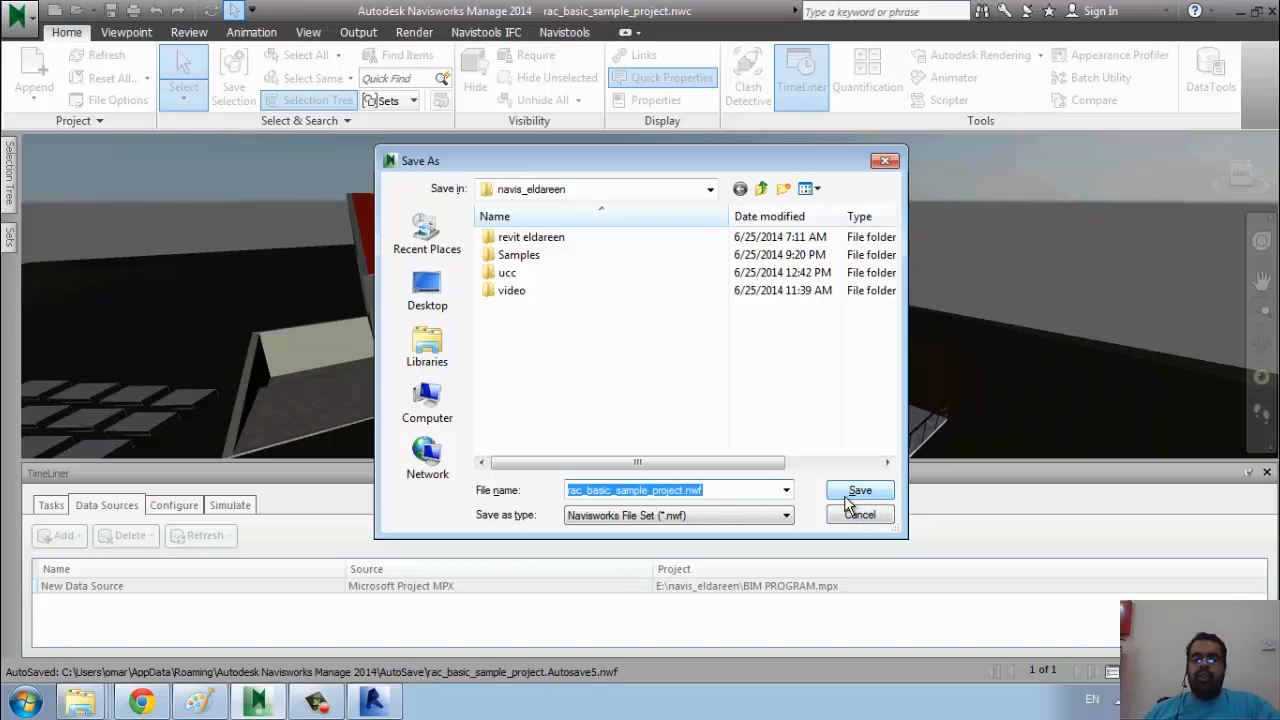 Autodesk Navisworks Manage 2014 rac_basic_sample_project.nwc
Type a keyword or phrase
Sign In
Home Viewpoint Review Animation View Output Render Navistools IFC Navistools
Append
Refresh
Reset All...
File Options
Project
Select
Save Selection
Select All
Select Same
Selection Tree
Find Items
Quick Find
Sets
Select & Search
Hide
Require
Hide Unselected
Unhide All
Visibility
Links
Quick Properties
Properties
Display
Clash Detective
TimeLiner
Quantification
Autodesk Rendering
Animator
Scripter
Appearance Profiler
Batch Utility
Compare
DataTools
Tools
Selection Tree
Sets
Save As
Save in: navis_eldareen
Name Date modified Type
revit eldareen 6/25/2014 7:11 AM File folder
Samples 6/25/2014 9:20 PM File folder
ucc 6/25/2014 12:42 PM File folder
video 6/25/2014 11:39 AM File folder
Recent Places
Desktop
Libraries
Computer
Network
File name: rac_basic_sample_project.nwf Save
Save as type: Navisworks File Set (*.nwf) Cancel
TimeLiner
Tasks Data Sources Configure Simulate
Add Delete Refresh
Name Source Project
New Data Source Microsoft Project MPX E:\navis_eldareen\BIM PROGRAM.mpx
AutoSaved: C:\Users\omar\AppData\Roaming\Autodesk Navisworks Manage 2014\AutoSave\rac_basic_sample_project.Autosave5.nwf
1 of 1
EN